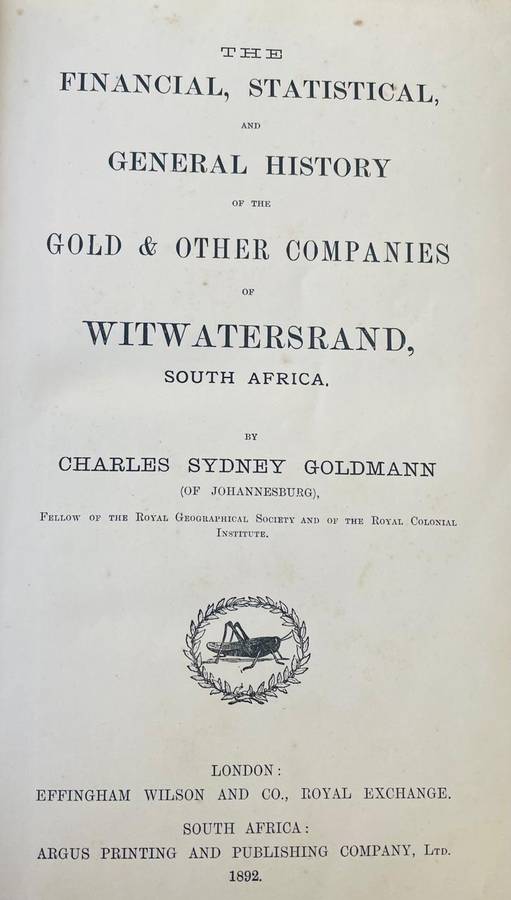 THE
FINANCIAL, STATISTICAL,
AND
GENERAL HISTORY
OF THE
GOLD & OTHER COMPANIES
OF
WITWATERSRAND,
SOUTH AFRICA.
BY
CHARLES SYDNEY GOLDMANN
(OF JOHANNESBURG),
FELLOW OF THE ROYAL GEOGRAPHICAL SOCIETY AND OF THE ROYAL COLONIAL
INSTITUTE.
LONDON:
EFFINGHAM WILSON AND CO., ROYAL EXCHANGE.
SOUTH AFRICA:
ARGUS PRINTING AND PUBLISHING COMPANY, LTD.
1892.